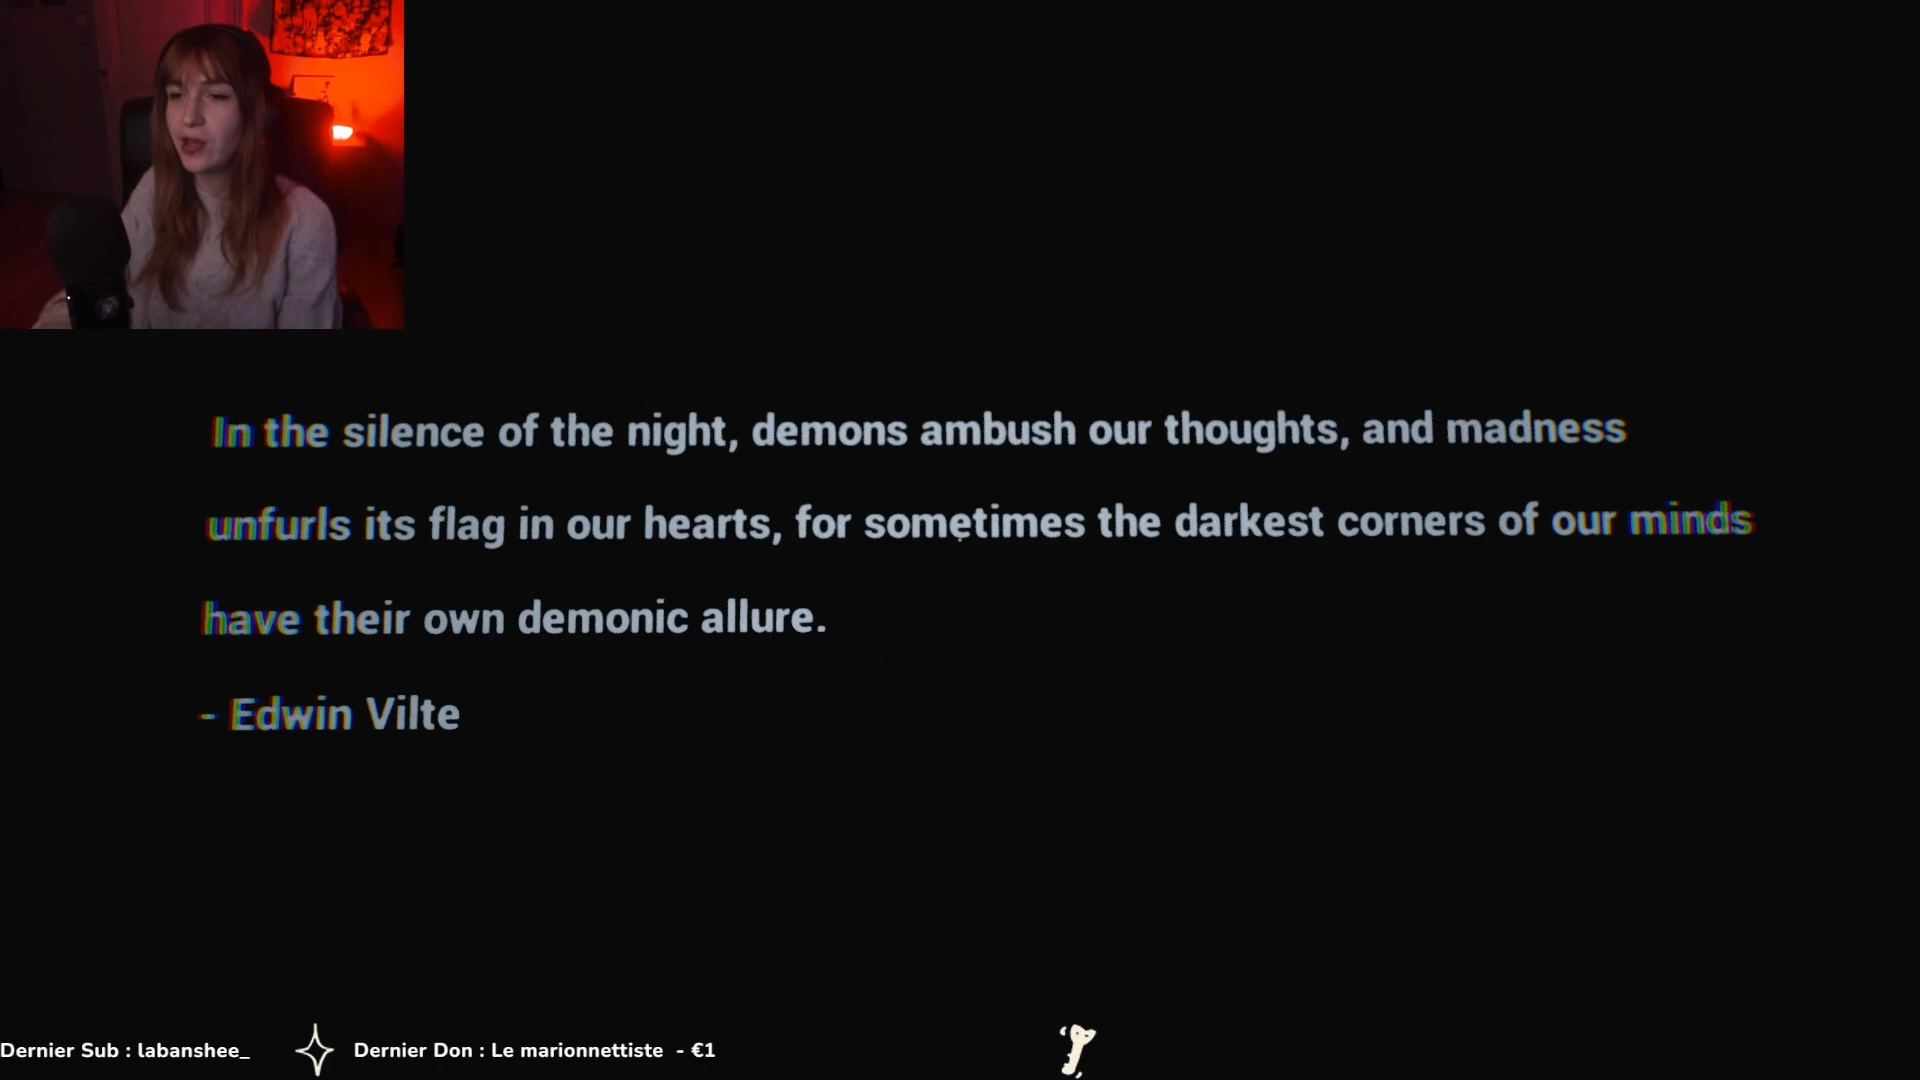 In the silence of the night, demons ambush our thoughts, and madness
unfurls its flag in our hearts, for sometimes the darkest corners of our minds
have their own demonic allure.
- Edwin Vilte
Dernier Sub : labanshee_
Dernier Don : Le marionnettiste - €1